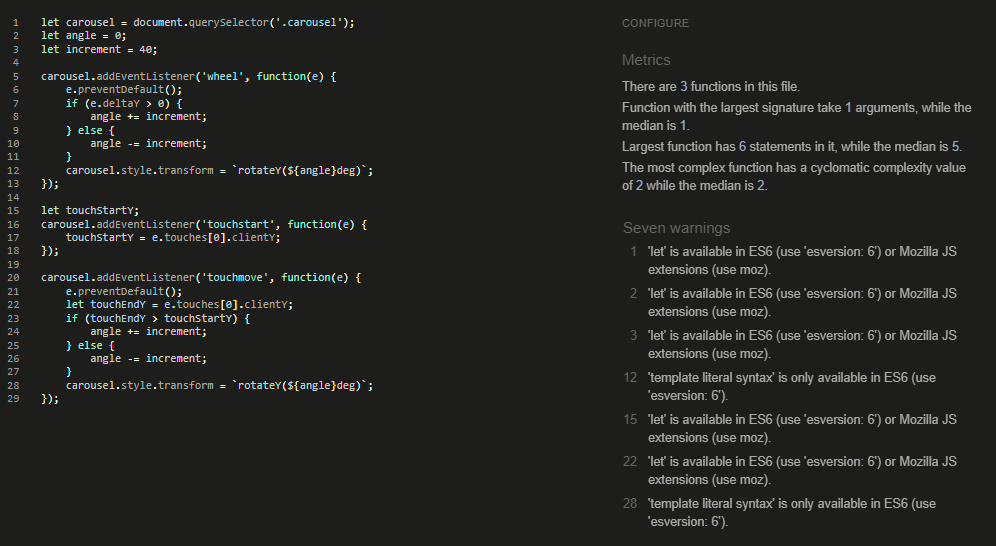 1 let carousel = document.querySelector('.carousel');
2 let angle = 0;
3 let increment = 40;
4
5 carousel.addEventListener('wheel', function(e) {
6     e.preventDefault();
7     if (e.deltaY > 0) {
8         angle += increment;
9     } else {
10         angle -= increment;
11     }
12     carousel.style.transform = `rotateY(${angle}deg)`;
13 });
14
15 let touchStartY;
16 carousel.addEventListener('touchstart', function(e) {
17     touchStartY = e.touches[0].clientY;
18 });
19
20 carousel.addEventListener('touchmove', function(e) {
21     e.preventDefault();
22     let touchEndY = e.touches[0].clientY;
23     if (touchEndY > touchStartY) {
24         angle += increment;
25     } else {
26         angle -= increment;
27     }
28     carousel.style.transform = `rotateY(${angle}deg)`;
29 });
CONFIGURE
Metrics
There are 3 functions in this file.
Function with the largest signature take 1 arguments, while the
median is 1.
Largest function has 6 statements in it, while the median is 5.
The most complex function has a cyclomatic complexity value
of 2 while the median is 2.
Seven warnings
1 'let' is available in ES6 (use 'esversion: 6') or Mozilla JS
extensions (use moz).
2 'let' is available in ES6 (use 'esversion: 6') or Mozilla JS
extensions (use moz).
3 'let' is available in ES6 (use 'esversion: 6') or Mozilla JS
extensions (use moz).
12 'template literal syntax' is only available in ES6 (use
'esversion: 6').
15 'let' is available in ES6 (use 'esversion: 6') or Mozilla JS
extensions (use moz).
22 'let' is available in ES6 (use 'esversion: 6') or Mozilla JS
extensions (use moz).
28 'template literal syntax' is only available in ES6 (use
'esversion: 6').